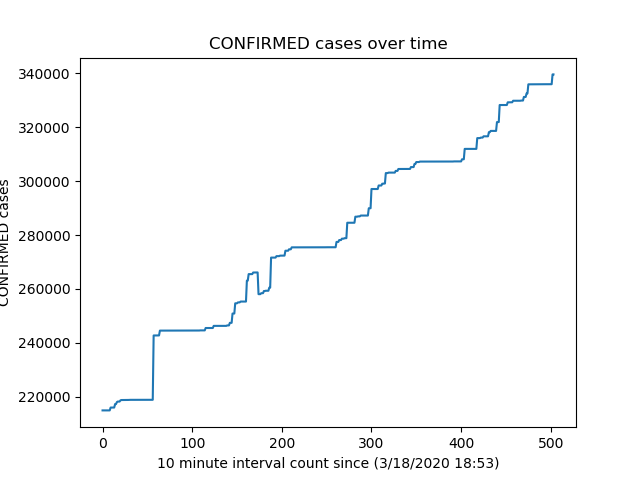 CONFIRMED cases over time
340000
320000
300000
280000
260000
240000
220000
CONFIRMED cases
0 100 200 300 400 500
10 minute interval count since (3/18/2020 18:53)